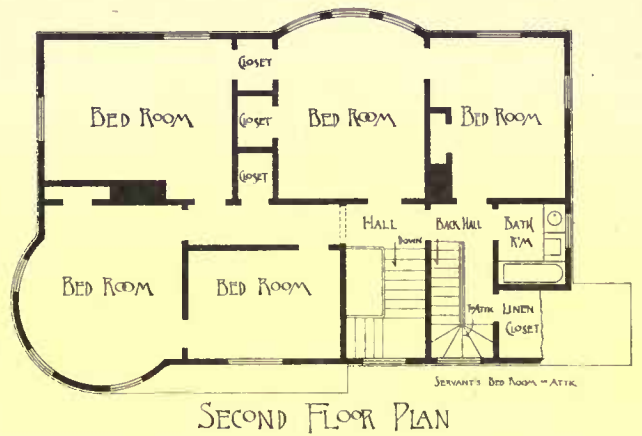 CLOSET
BED ROOM
BED ROOM
BED ROOM
CLOSET
CLOSET
HALL
BACK HALL
BATH
R'M
DOWN
BED ROOM
BED ROOM
TO ATTIC
LINEN
CLOSET
SERVANT'S BED ROOM IN ATTIC
SECOND FLOOR PLAN